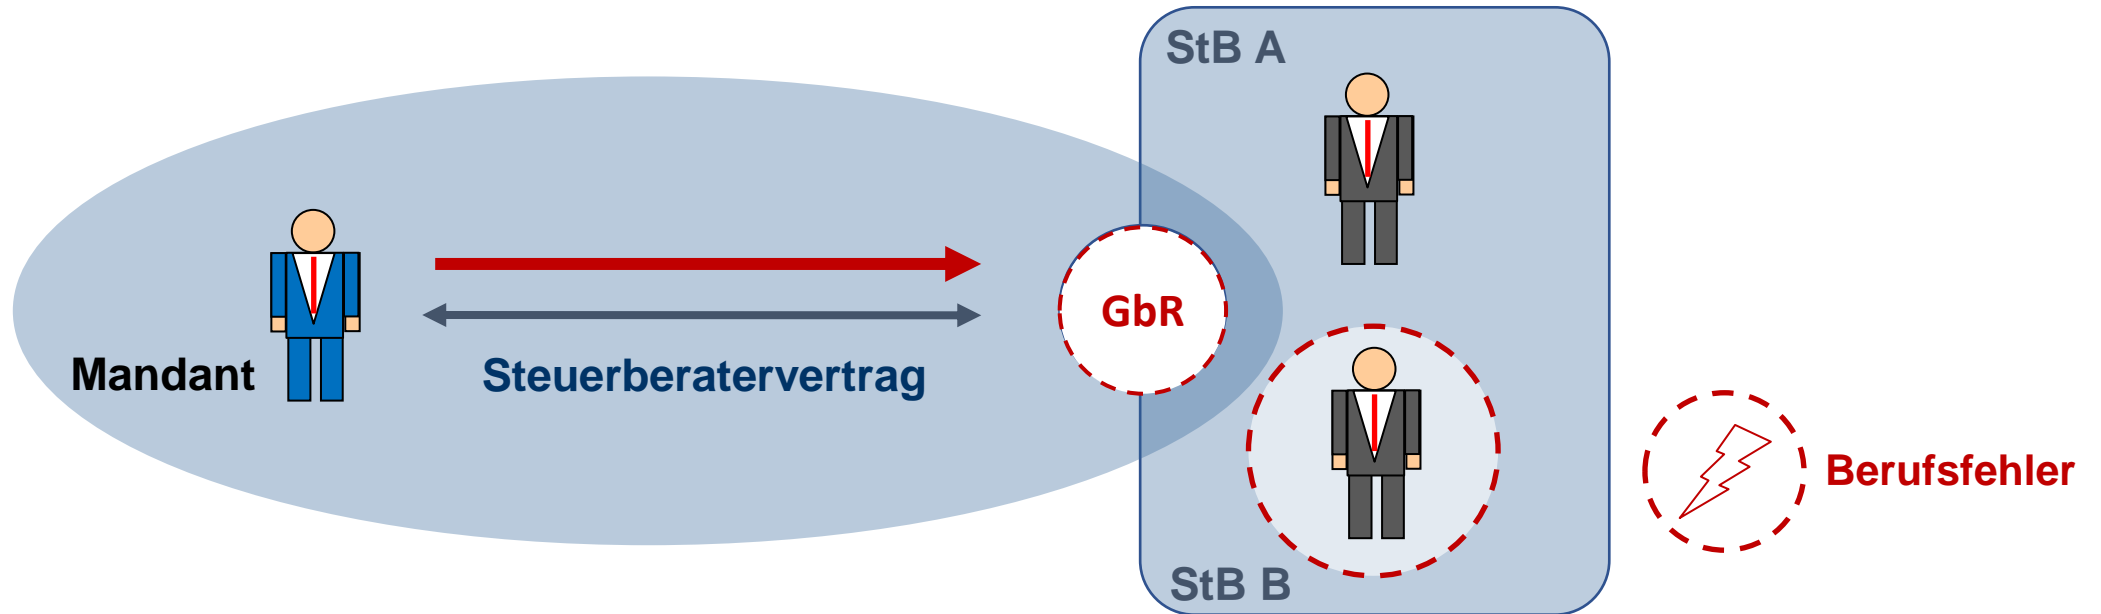 StB A
GbR
Mandant
Steuerberatervertrag
Berufsfehler
StB B